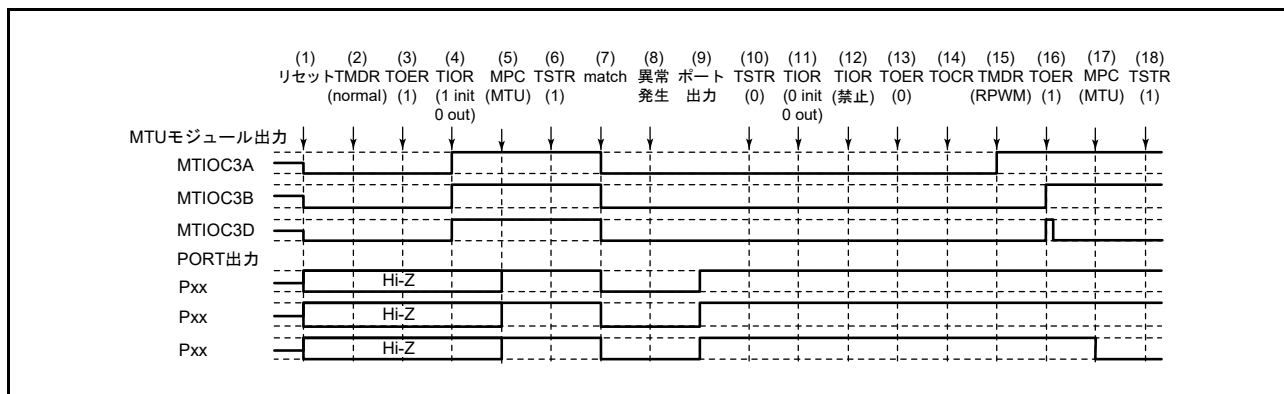 (1) (2) (3) (4) (5) (6) (7) (8) (9) (10) (11) (12) (13) (14) (15) (16) (17) (18)
リセット TMDR TOER TIOR MPC TSTR match 異常 ポート TSTR TIOR TIOR TOER TOCR TMDR TOER MPC TSTR
(normal) (1) (1 init (MTU) (1) 発生 出力 (0) (0 init (禁止) (0) (RPWM) (1) (MTU) (1)
0 out) 0 out)
MTUモジュール出力
MTIOC3A
MTIOC3B
MTIOC3D
PORT出力
Pxx Hi-Z
Pxx Hi-Z
Pxx Hi-Z